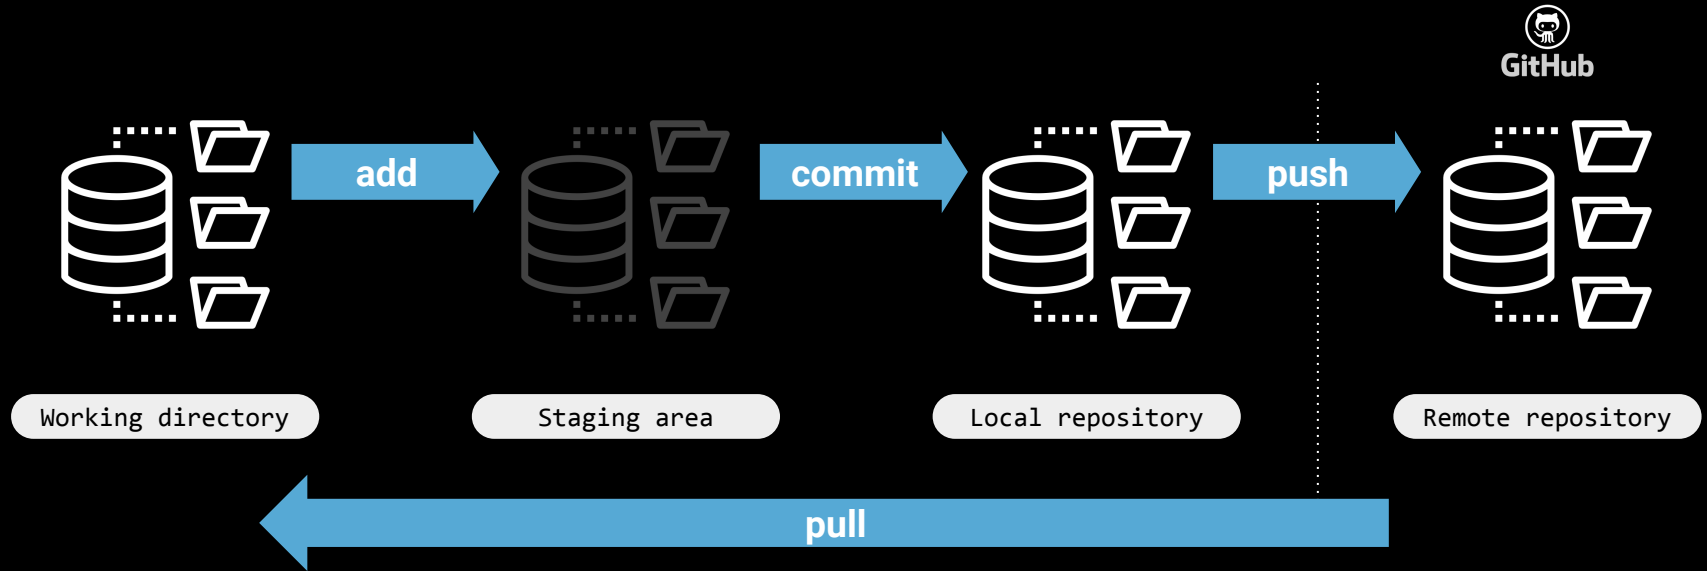 GitHub
add
commit
push
Working directory
Staging area
Local repository
Remote repository
pull